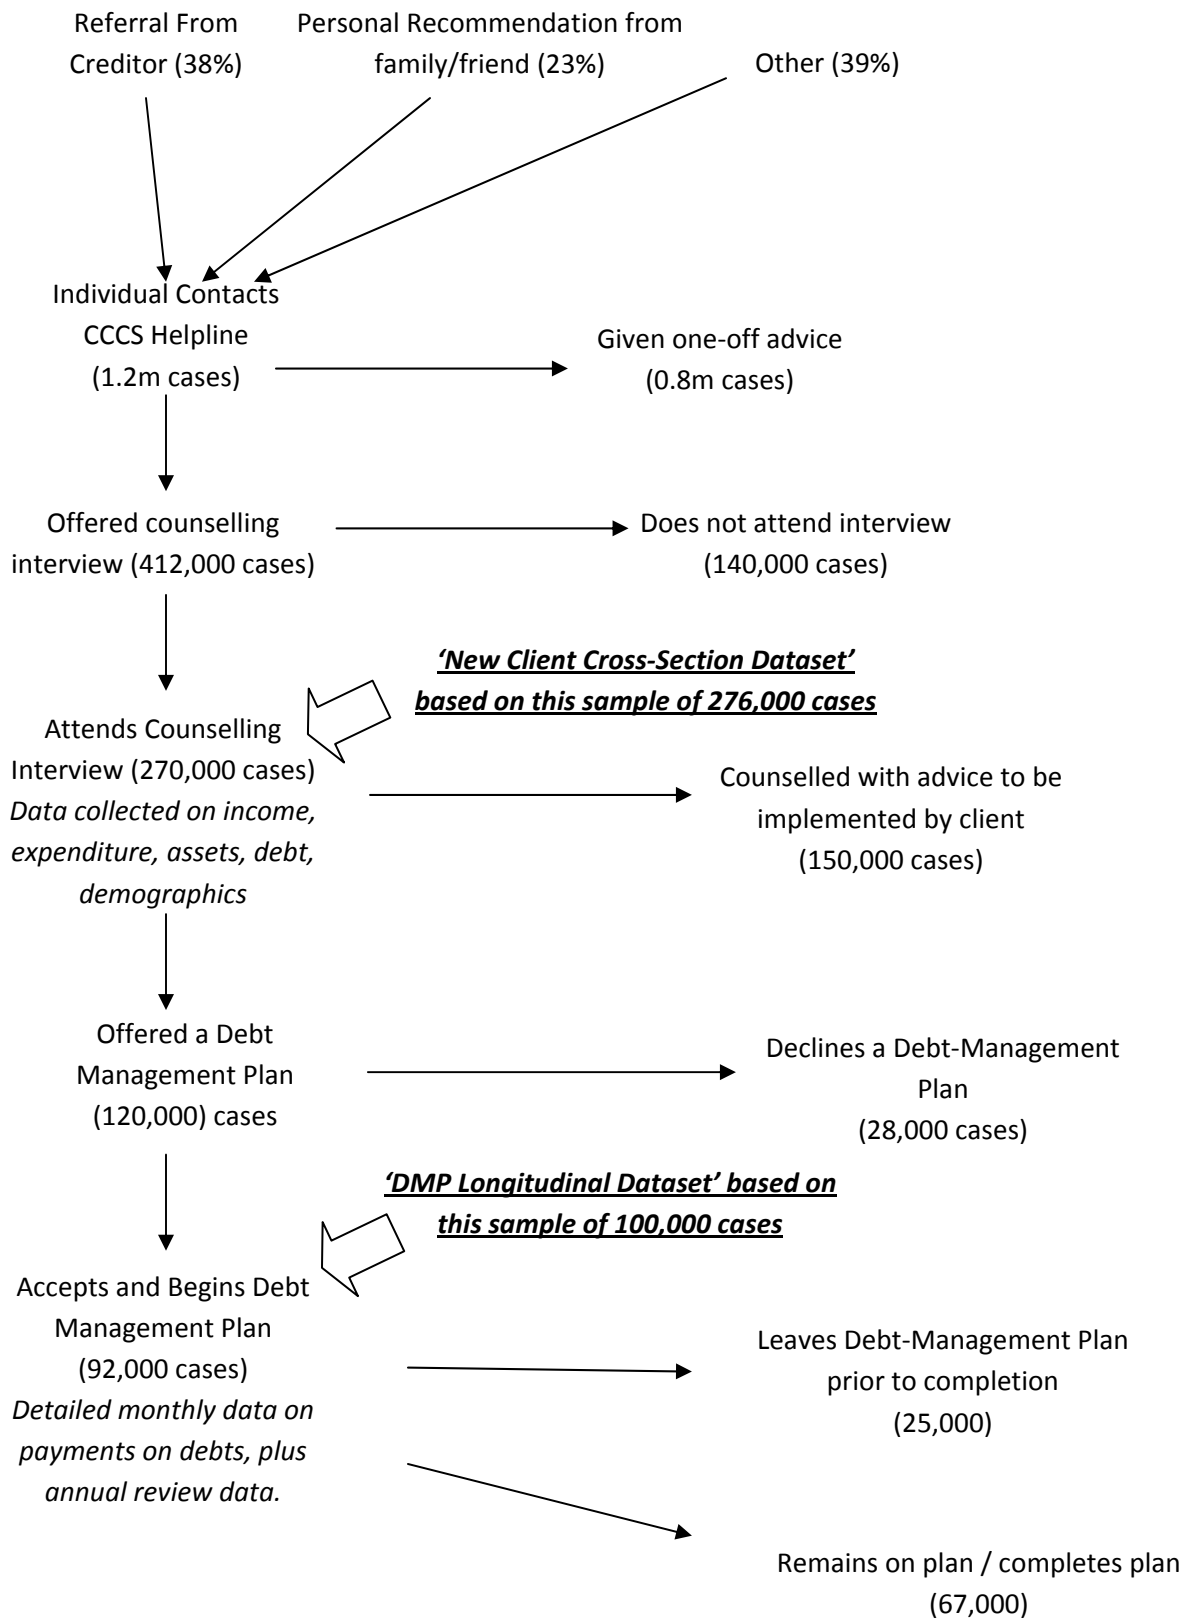 Referral From
Creditor (38%)
Personal Recommendation from
family/friend (23%)
Other (39%)
Individual Contacts
CCCS Helpline
(1.2m cases)
Given one-off advice
(0.8m cases)
Offered counselling
interview (412,000 cases)
Does not attend interview
(140,000 cases)
‘New Client Cross-Section Dataset’
based on this sample of 276,000 cases
Attends Counselling
Interview (270,000 cases)
Data collected on income,
expenditure, assets, debt,
demographics
Counselled with advice to be
implemented by client
(150,000 cases)
Offered a Debt
Management Plan
(120,000) cases
Declines a Debt-Management
Plan
(28,000 cases)
‘DMP Longitudinal Dataset’ based on
this sample of 100,000 cases
Accepts and Begins Debt
Management Plan
(92,000 cases)
Detailed monthly data on
payments on debts, plus
annual review data.
Leaves Debt-Management Plan
prior to completion
(25,000)
Remains on plan / completes plan
(67,000)